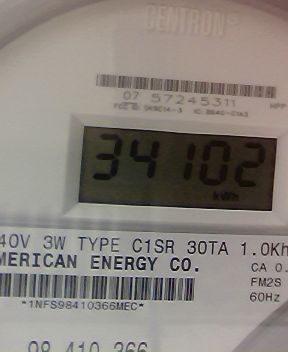 CENTRON®
07 57245311
34102
kWh
40V 3W TYPE C1SR 30TA 1.0Kh
MERICAN ENERGY CO.
CA 0.
FM2S
*1NFS98410366MEC*
60Hz
98 410 366